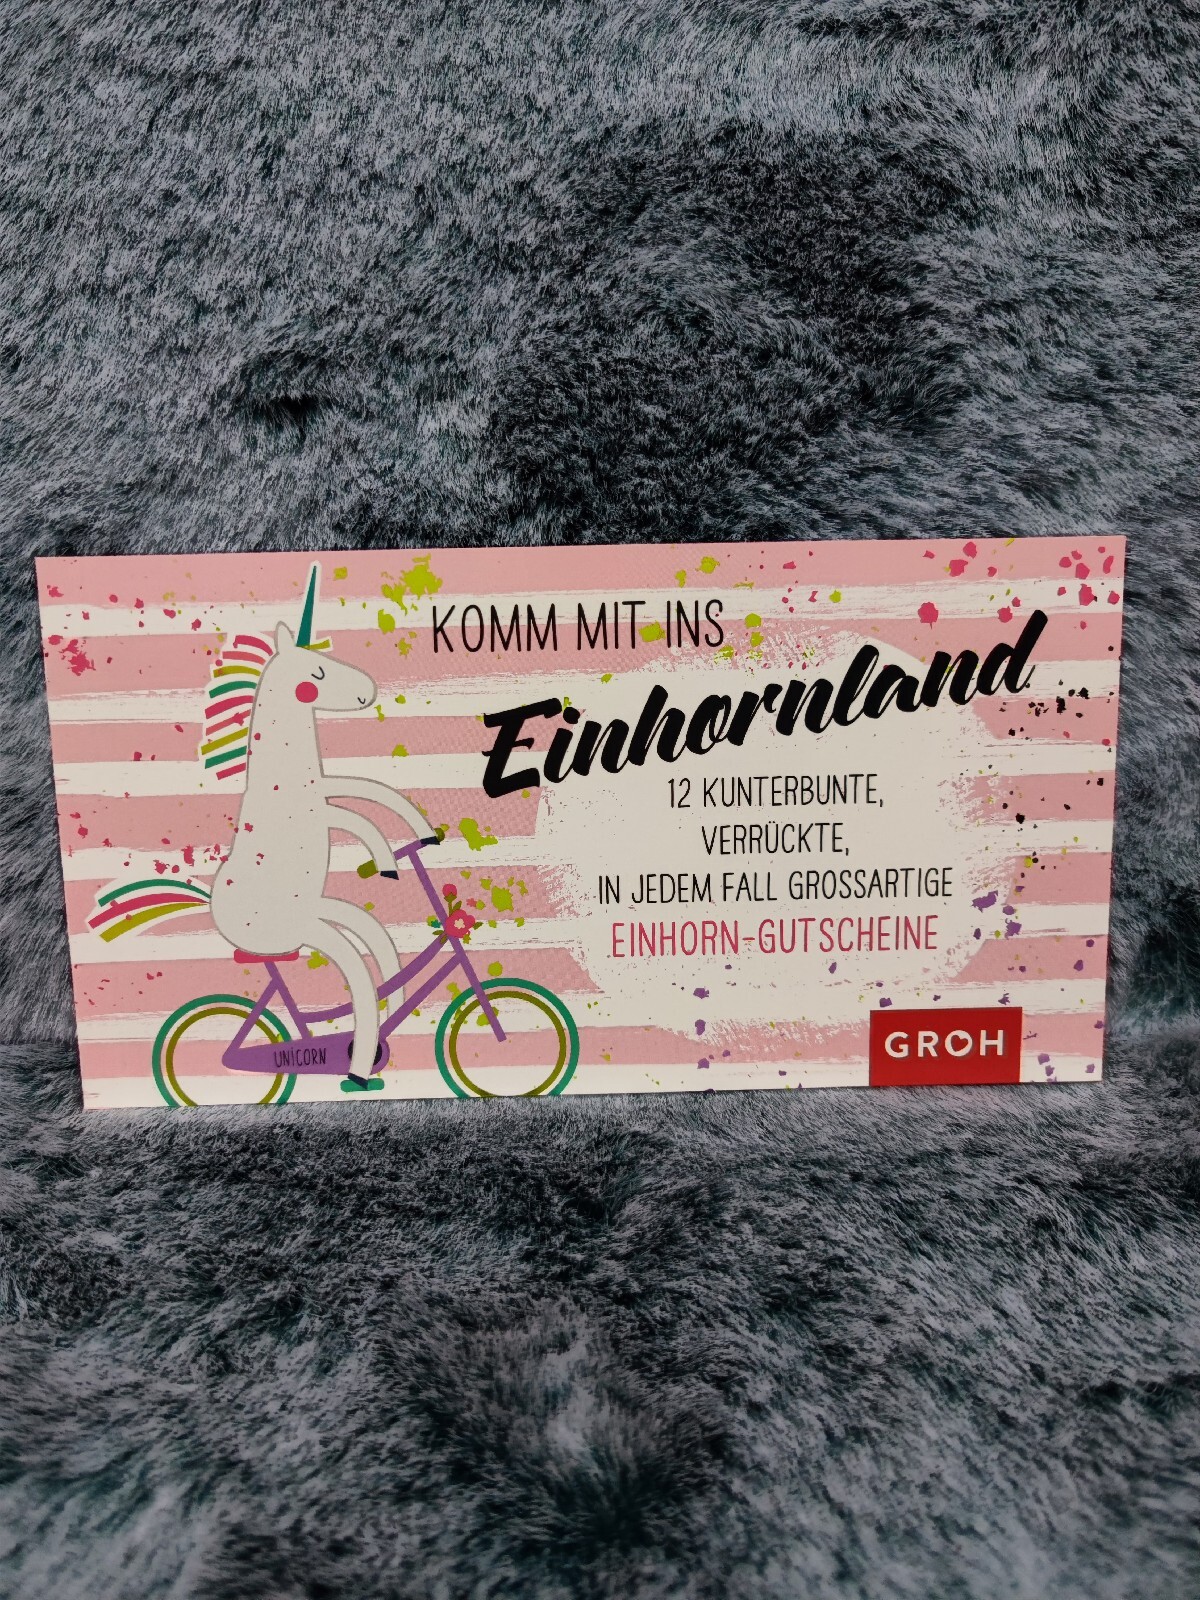 KOMM MIT INS
Einhornland
12 KUNTERBUNTE,
VERRÜCKTE,
IN JEDEM FALL GROSSARTIGE
EINHORN-GUTSCHEINE
GROH
UNICORN